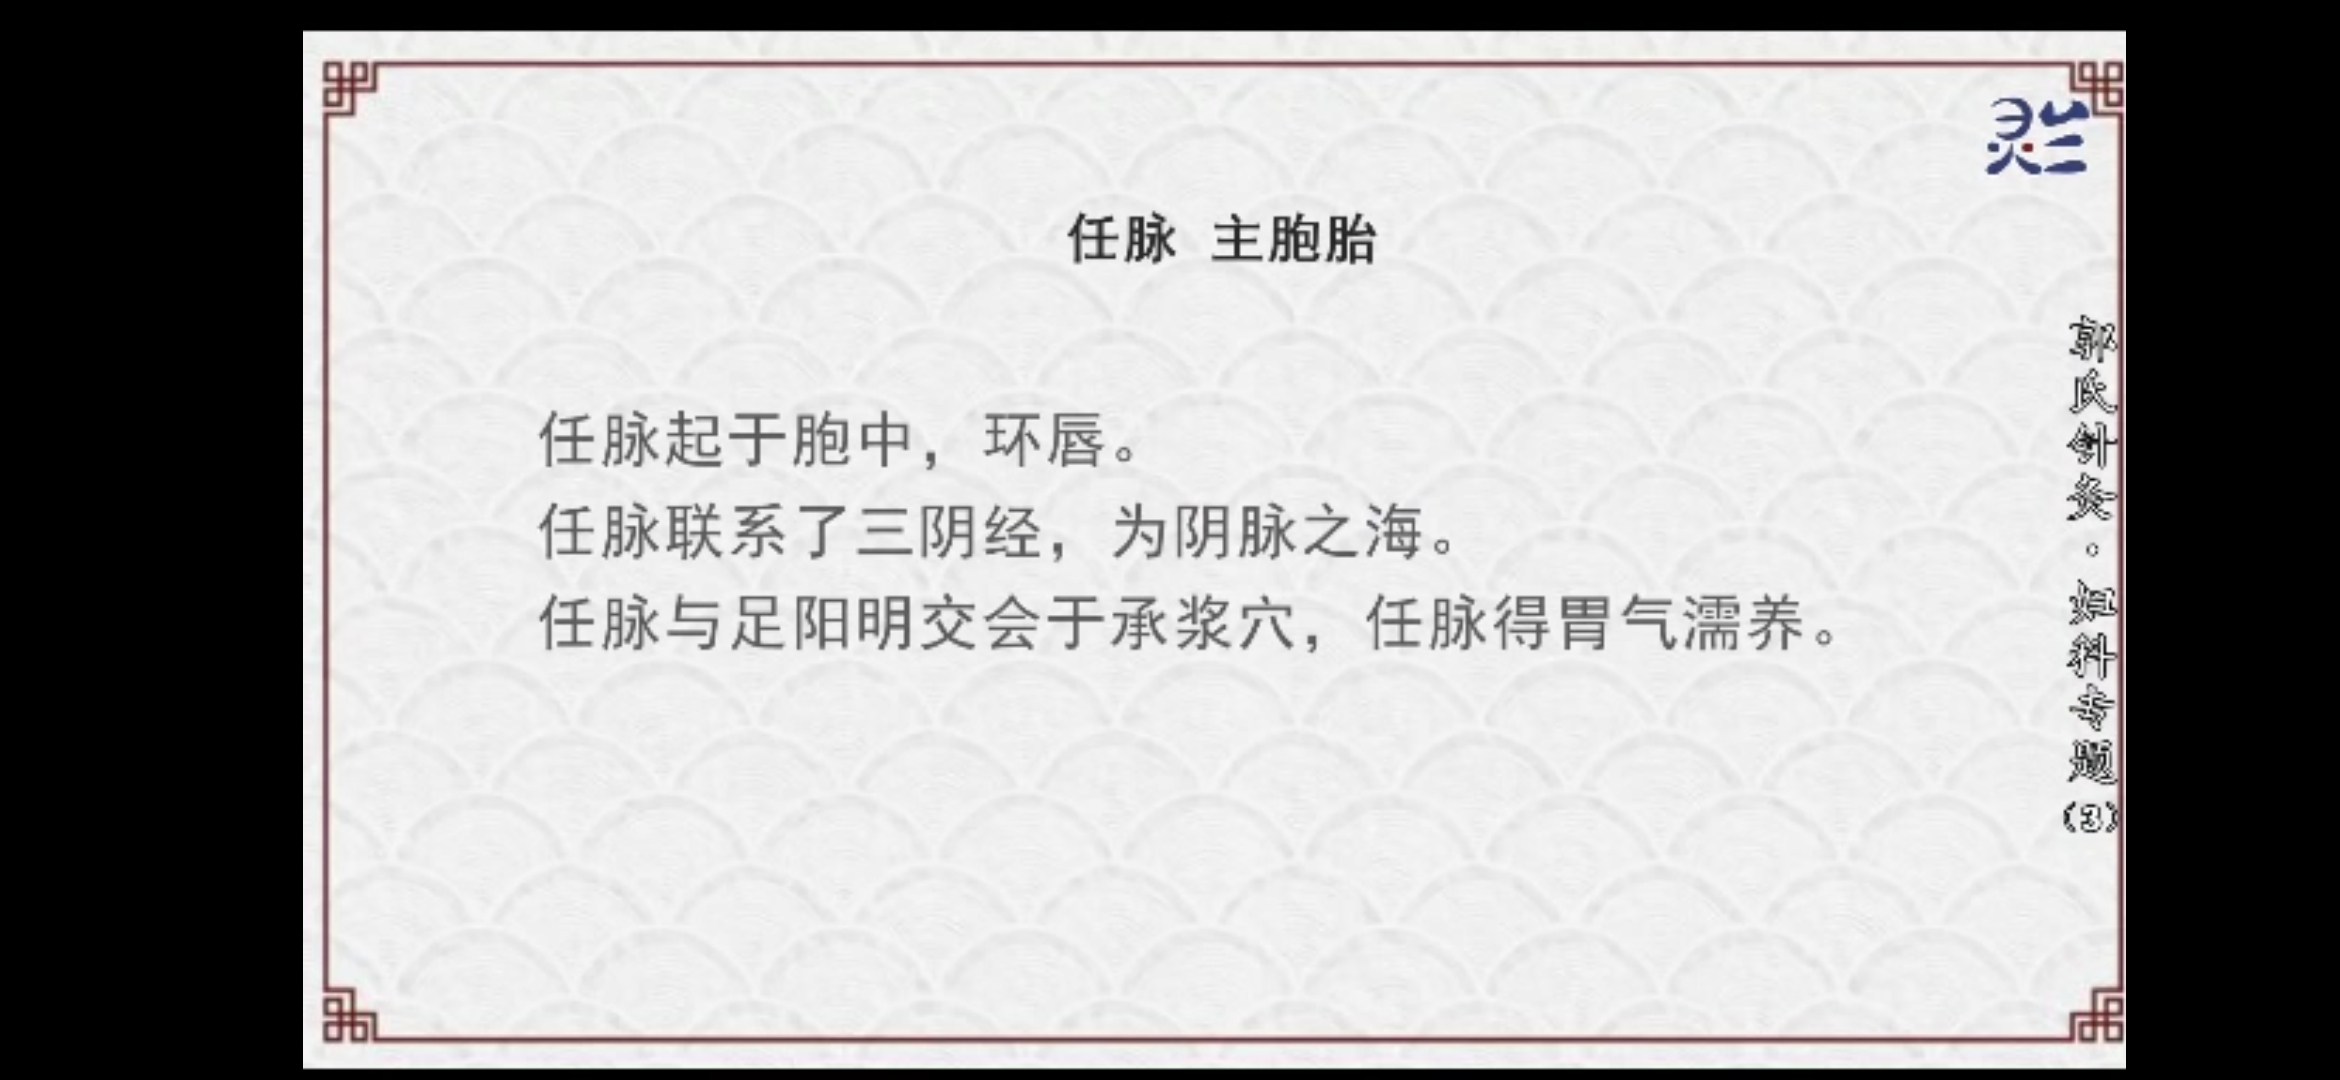 灵兰
任脉 主胞胎
任脉起于胞中，环唇。
任脉联系了三阴经，为阴脉之海。
任脉与足阳明交会于承浆穴，任脉得胃气濡养。
郭氏针灸·妇科专题(3)